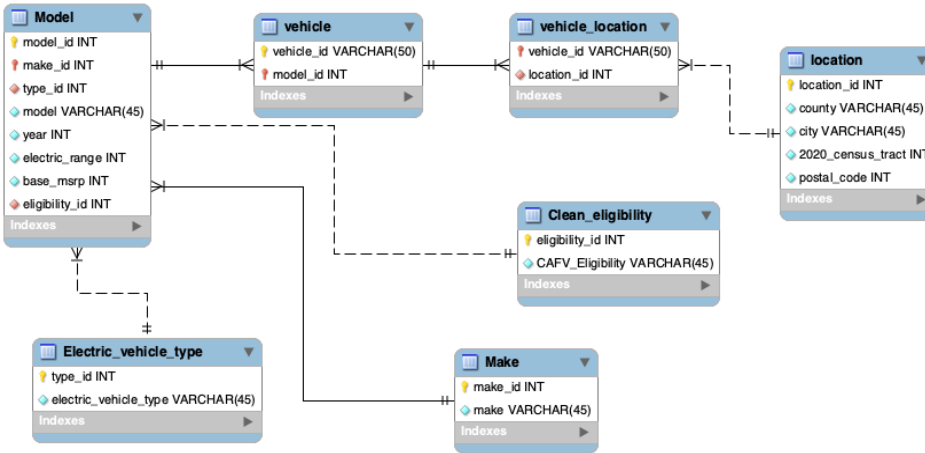 Model
model_id INT
make_id INT
type_id INT
model VARCHAR(45)
year INT
electric_range INT
base_msrp INT
eligibility_id INT
Indexes
vehicle
vehicle_id VARCHAR(50)
model_id INT
Indexes
vehicle_location
vehicle_id VARCHAR(50)
location_id INT
Indexes
location
location_id INT
county VARCHAR(45)
city VARCHAR(45)
2020_census_tract INT
postal_code INT
Indexes
Clean_eligibility
eligibility_id INT
CAFV_Eligibility VARCHAR(45)
Indexes
Electric_vehicle_type
type_id INT
electric_vehicle_type VARCHAR(45)
Indexes
Make
make_id INT
make VARCHAR(45)
Indexes